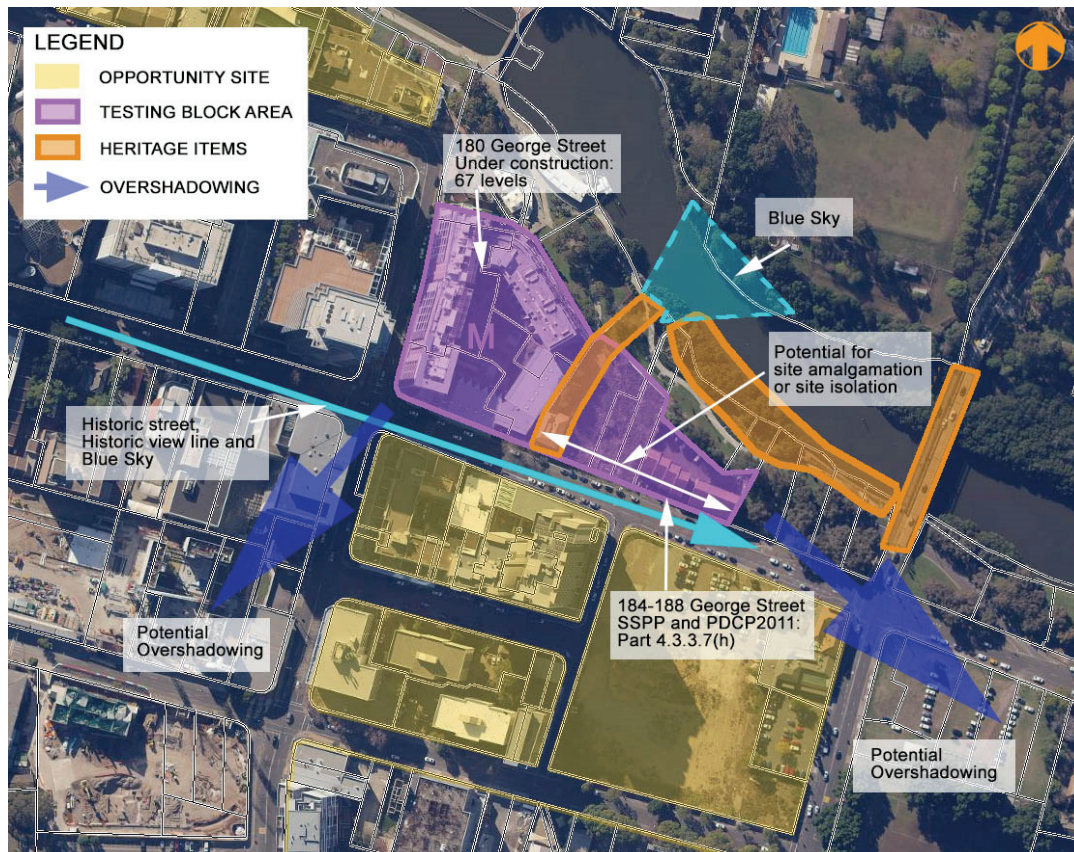 LEGEND
OPPORTUNITY SITE
TESTING BLOCK AREA
HERITAGE ITEMS
OVERSHADOWING
180 George Street
Under construction:
67 levels
Blue Sky
M
Potential for
site amalgamation
or site isolation
Historic street,
Historic view line and
Blue Sky
184-188 George Street
SSPP and PDCP2011:
Part 4.3.3.7(h)
Potential
Overshadowing
Potential
Overshadowing